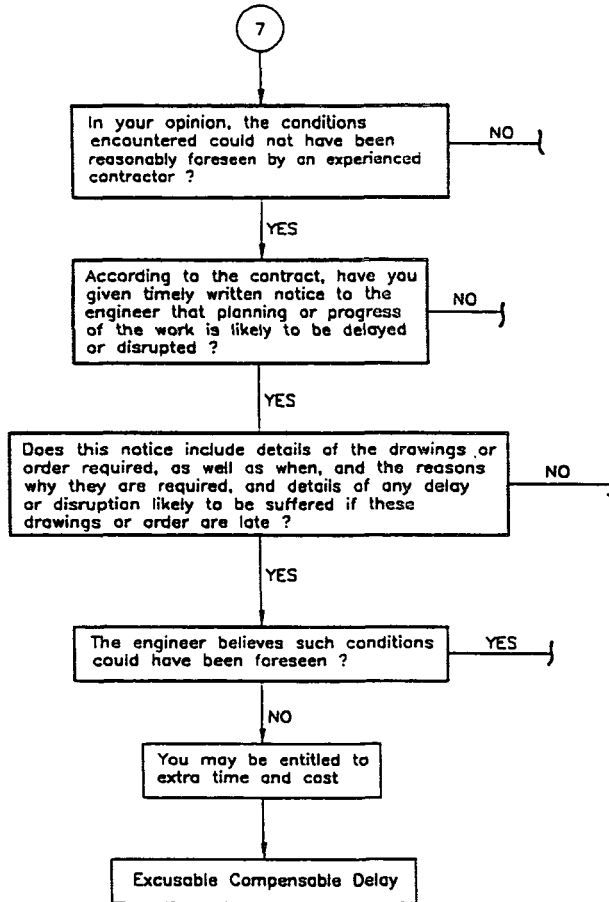 7
In your opinion, the conditions
encountered could not have been
reasonably foreseen by an experienced
contractor ?
NO
YES
According to the contract, have you
given timely written notice to the
engineer that planning or progress
of the work is likely to be delayed
or disrupted ?
NO
YES
Does this notice include details of the drawings or
order required, as well as when, and the reasons
why they are required, and details of any delay
or disruption likely to be suffered if these
drawings or order are late ?
NO
YES
The engineer believes such conditions
could have been foreseen ?
YES
NO
You may be entitled to
extra time and cost
Excusable Compensable Delay